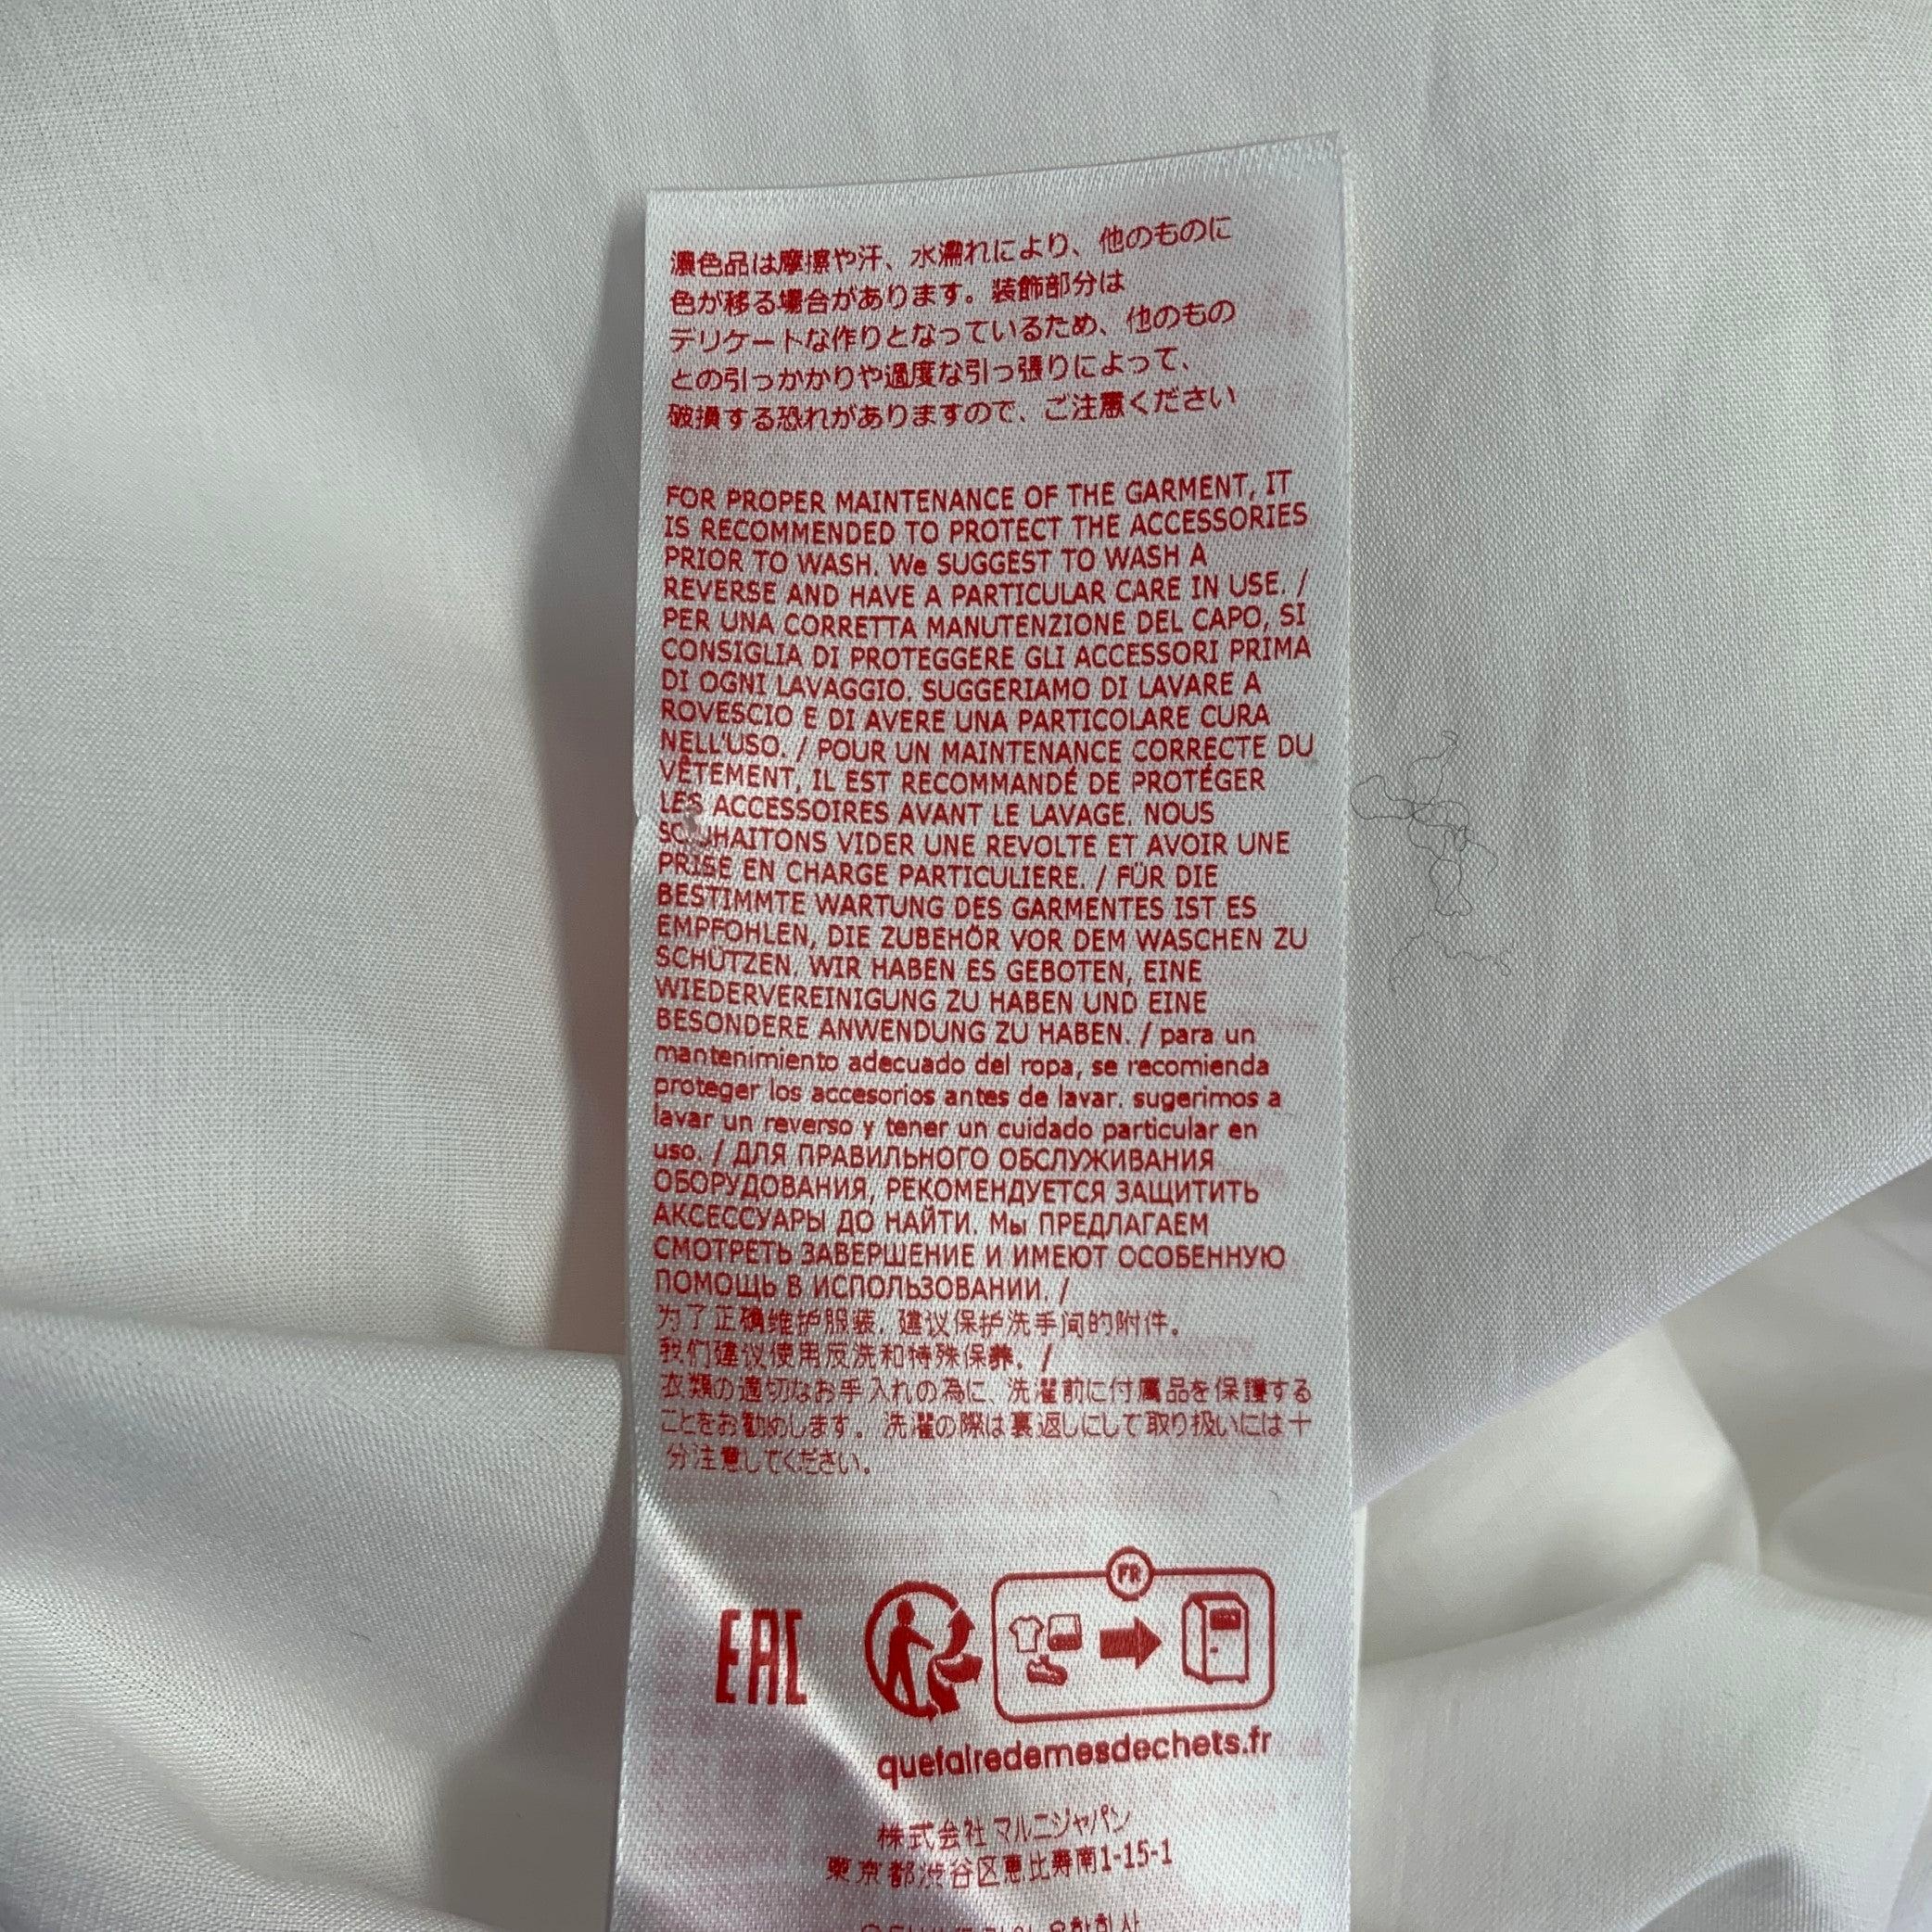 濃色品は摩擦や汗、水濡れにより、他のものに
色が移る場合があります。装飾部分は
デリケートな作りとなっているため、他のもの
との引っかかりや過度な引っ張りによって、
破損する恐れがありますので、ご注意ください
FOR PROPER MAINTENANCE OF THE GARMENT, IT
IS RECOMMENDED TO PROTECT THE ACCESSORIES
PRIOR TO WASH. We SUGGEST TO WASH A
REVERSE AND HAVE A PARTICULAR CARE IN USE. /
PER UNA CORRETTA MANUTENZIONE DEL CAPO, SI
CONSIGLIA DI PROTEGGERE GLI ACCESSORI PRIMA
DI OGNI LAVAGGIO. SUGGERIAMO DI LAVARE A
ROVESCIO E DI AVERE UNA PARTICOLARE CURA
NELL'USO. / POUR UN MAINTENANCE CORRECTE DU
VÊTEMENT, IL EST RECOMMANDÉ DE PROTÉGER
LES ACCESSOIRES AVANT LE LAVAGE. NOUS
SOUHAITONS VIDER UNE REVOLTE ET AVOIR UNE
PRISE EN CHARGE PARTICULIERE. / FÜR DIE
BESTIMMTE WARTUNG DES GARMENTES IST ES
EMPFOHLEN, DIE ZUBEHÖR VOR DEM WASCHEN ZU
SCHÜTZEN. WIR HABEN ES GEBOTEN, EINE
WIEDERVEREINIGUNG ZU HABEN UND EINE
BESONDERE ANWENDUNG ZU HABEN. / para un
mantenimiento adecuado del ropa, se recomienda
proteger los accesorios antes de lavar. sugerimos a
lavar un reverso y tener un cuidado particular en
uso. / ДЛЯ ПРАВИЛЬНОГО ОБСЛУЖИВАНИЯ
ОБОРУДОВАНИЯ, РЕКОМЕНДУЕТСЯ ЗАЩИТИТЬ
АКСЕССУАРЫ ДО НАЙТИ. Мы ПРЕДЛАГАЕМ
СМОТРЕТЬ ЗАВЕРШЕНИЕ И ИМЕЮТ ОСОБЕННУЮ
ПОМОЩЬ В ИСПОЛЬЗОВАНИИ. /
为了正确维护服装, 建议保护洗手间的附件。
我们建议使用反洗和特殊保养. /
衣類の適切なお手入れの為に、洗濯前に付属品を保護する
ことをお勧めします。洗濯の際は裏返しにして取り扱いには十
分注意してください。
EAC
FR
quefairedemesdechets.fr
株式会社 マルニジャパン
東京都渋谷区恵比寿南1-15-1